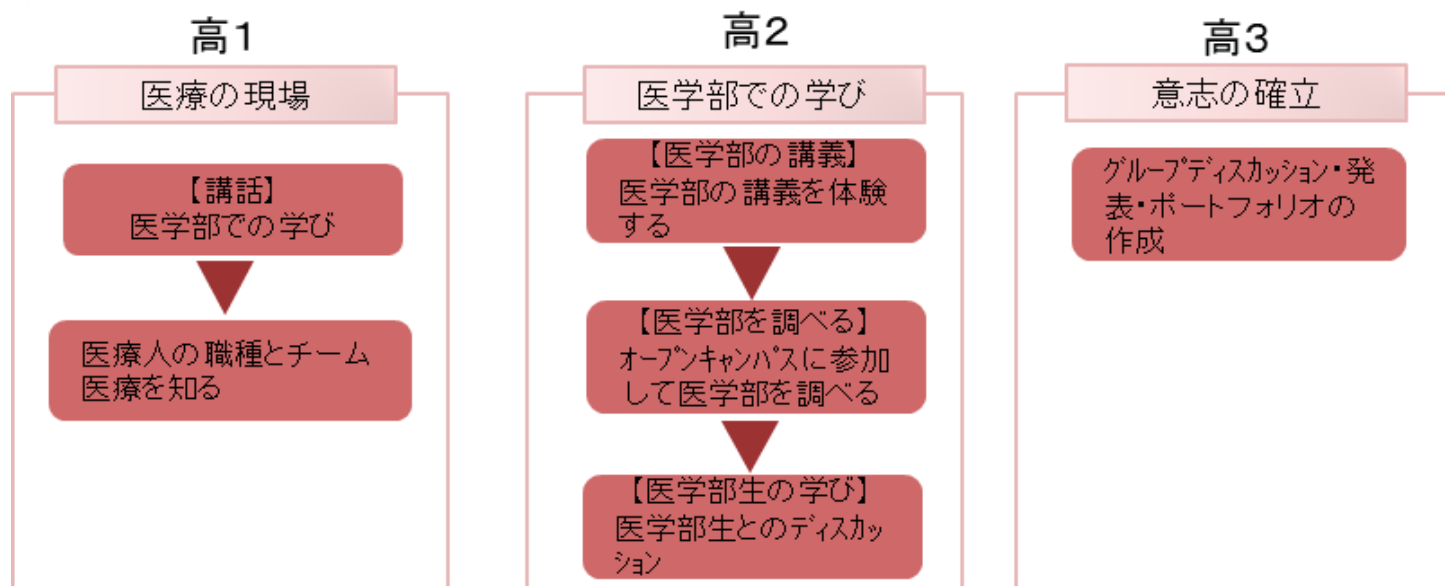 高1
医療の現場
【講話】
医学部での学び
医療人の職種とチーム
医療を知る
高2
医学部での学び
【医学部の講義】
医学部の講義を体験
する
【医学部を調べる】
ｵｰﾌﾟﾝｷｬﾝﾊﾟｽに参加
して医学部を調べる
【医学部生の学び】
医学部生とのﾃﾞｨｽｶｯ
ｼｮﾝ
高3
意志の確立
ｸﾞﾙｰﾌﾟﾃﾞｨｽｶｯｼｮﾝ・発
表・ポートフォリオの
作成